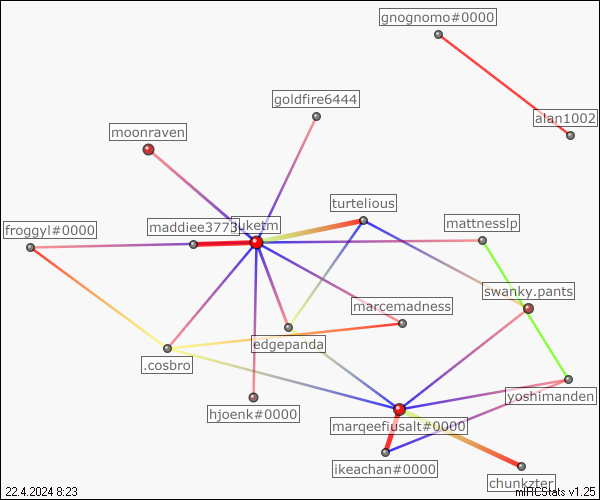 gnognomo#0000
goldfire6444
alan1002
moonraven
turtelious
froggyl#0000
maddiee3773
uketm
mattnesslp
swanky.pants
marcemadness
edgepanda
.cosbro
yoshimanden
hjoenk#0000
marqeefiusalt#0000
ikeachan#0000
chunkzter
22.4.2024 8:23
mIRCStats v1.25